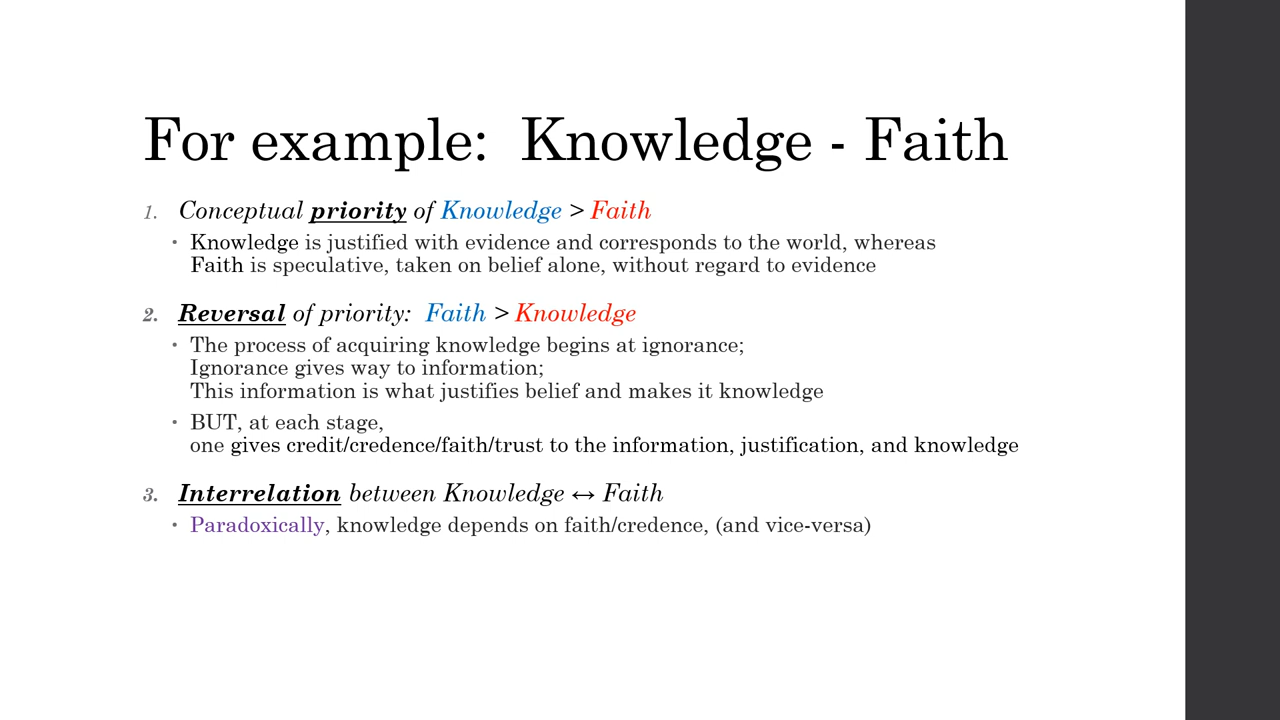 For example:  Knowledge - Faith
1. Conceptual priority of Knowledge > Faith
• Knowledge is justified with evidence and corresponds to the world, whereas
Faith is speculative, taken on belief alone, without regard to evidence
2. Reversal of priority:  Faith > Knowledge
• The process of acquiring knowledge begins at ignorance;
Ignorance gives way to information;
This information is what justifies belief and makes it knowledge
• BUT, at each stage,
one gives credit/credence/faith/trust to the information, justification, and knowledge
3. Interrelation between Knowledge ↔ Faith
• Paradoxically, knowledge depends on faith/credence, (and vice-versa)